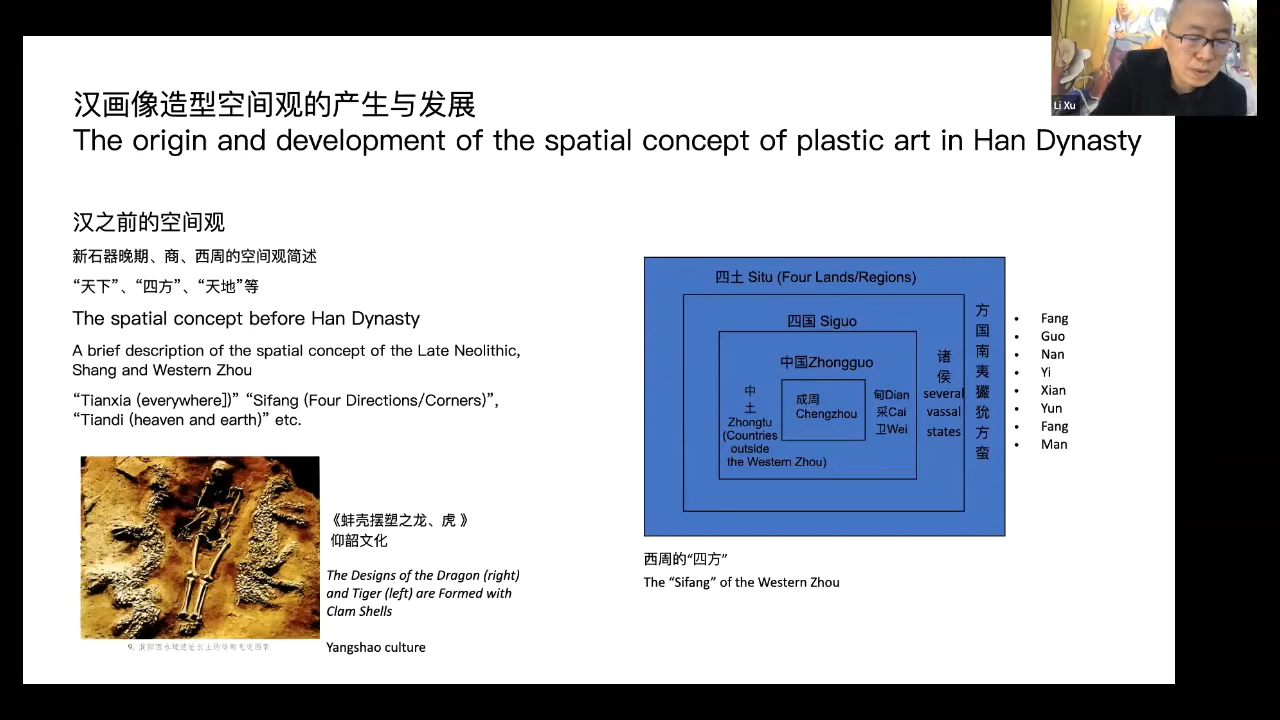 Li Xu
汉画像造型空间观的产生与发展
The origin and development of the spatial concept of plastic art in Han Dynasty
汉之前的空间观
新石器晚期、商、西周的空间观简述
“天下”、“四方”、“天地”等
The spatial concept before Han Dynasty
A brief description of the spatial concept of the Late Neolithic,
Shang and Western Zhou
“Tianxia (everywhere])” “Sifang (Four Directions/Corners)”,
“Tiandi (heaven and earth)” etc.
《蚌壳摆塑之龙、虎 》
仰韶文化
The Designs of the Dragon (right)
and Tiger (left) are Formed with
Clam Shells
Yangshao culture
四土 Situ (Four Lands/Regions)
四国 Siguo
中国Zhongguo
成周
Chengzhou
中
土
Zhongtu
(Countries
outside
the Western Zhou)
甸Dian
采Cai
卫Wei
诸
侯
several
vassal
states
方
国
南
夷
玁
狁
方
蛮
• Fang
• Guo
• Nan
• Yi
• Xian
• Yun
• Fang
• Man
西周的“四方”
The “Sifang” of the Western Zhou